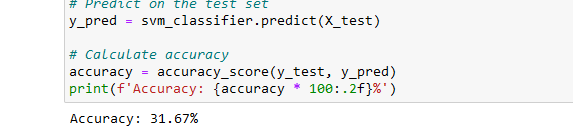 # Predict on the test set
y_pred = svm_classifier.predict(X_test)
# Calculate accuracy
accuracy = accuracy_score(y_test, y_pred)
print(f'Accuracy: {accuracy * 100:.2f}%')
Accuracy: 31.67%